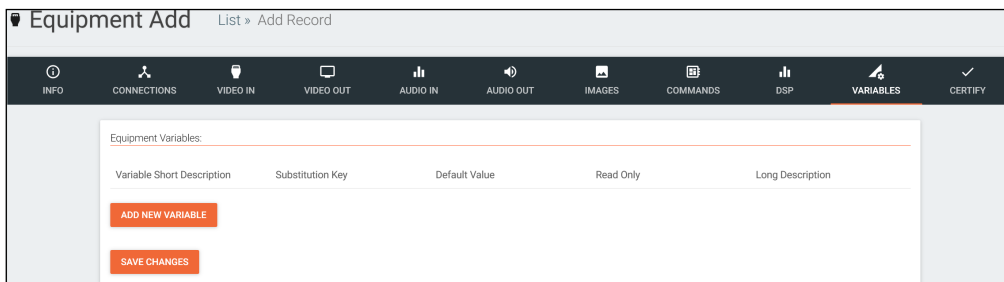 Equipment Add List » Add Record
INFO CONNECTIONS VIDEO IN VIDEO OUT AUDIO IN AUDIO OUT IMAGES COMMANDS DSP VARIABLES CERTIFY
Equipment Variables:
Variable Short Description Substitution Key Default Value Read Only Long Description
ADD NEW VARIABLE
SAVE CHANGES